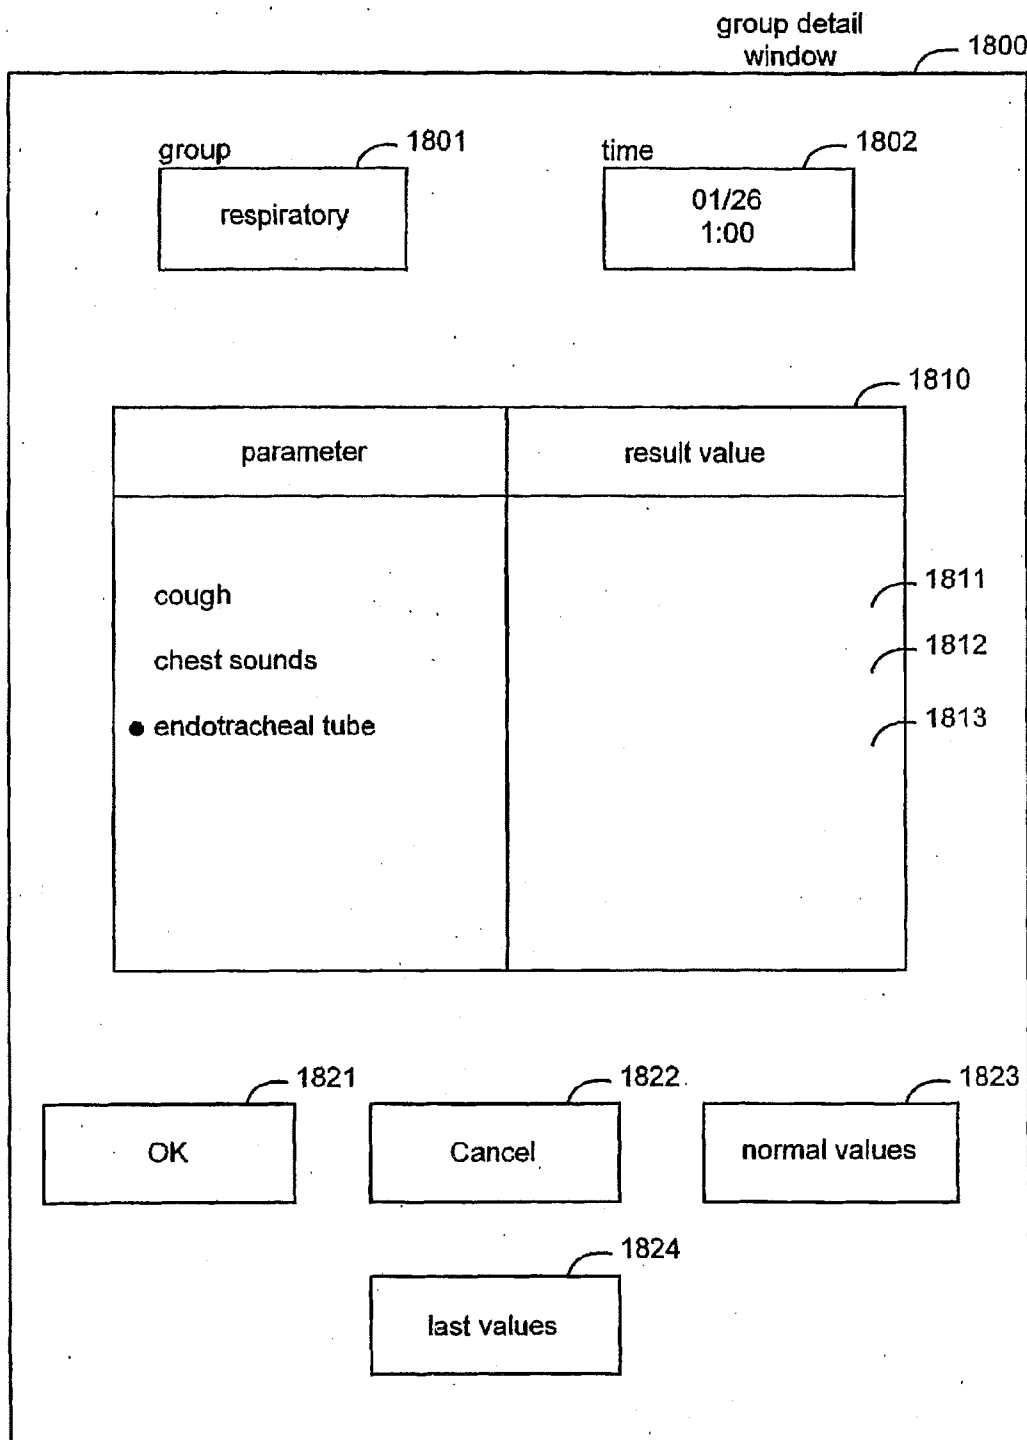 group detail
window
1800
group
1801
respiratory
time
1802
01/26
1:00
1810
parameter
result value
cough
1811
chest sounds
1812
● endotracheal tube
1813
1821
OK
1822
Cancel
1823
normal values
1824
last values